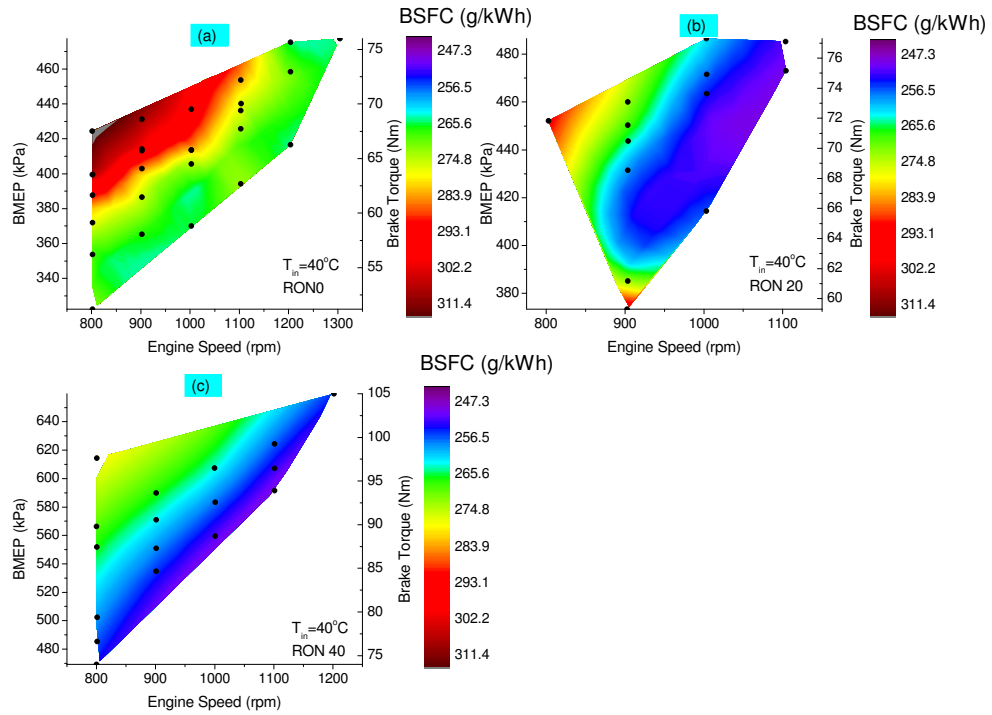 BSFC (g/kWh)
(a)
460
440
420
400
380
360
340
BMEP (kPa)
75
70
65
60
55
Brake Torque (Nm)
247.3
256.5
265.6
274.8
283.9
293.1
302.2
311.4
T_in=40°C
RON0
800 900 1000 1100 1200 1300
Engine Speed (rpm)
BSFC (g/kWh)
(b)
480
460
440
420
400
380
BMEP (kPa)
76
74
72
70
68
66
64
62
60
Brake Torque (Nm)
247.3
256.5
265.6
274.8
283.9
293.1
302.2
311.4
T_in=40°C
RON 20
800 900 1000 1100
Engine Speed (rpm)
BSFC (g/kWh)
(c)
640
620
600
580
560
540
520
500
480
BMEP (kPa)
105
100
95
90
85
80
75
Brake Torque (Nm)
247.3
256.5
265.6
274.8
283.9
293.1
302.2
311.4
T_in=40°C
RON 40
800 900 1000 1100 1200
Engine Speed (rpm)